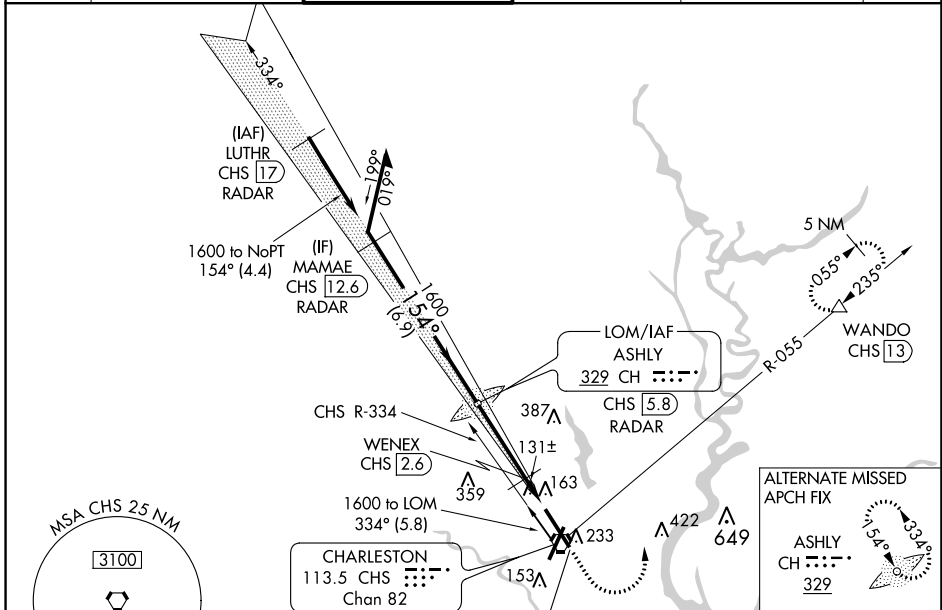 334°
(IAF)
LUTHR
CHS 17
RADAR
199°
019°
1600 to NoPT
154° (4.4)
(IF)
MAMAE
CHS 12.6
RADAR
1600
154°
(6.9)
5 NM
055°
235°
WANDO
CHS 13
R-055
LOM/IAF
ASHLY
329 CH
CHS 5.8
RADAR
CHS R-334
387
WENEX
CHS 2.6
131±
163
359
1600 to LOM
334° (5.8)
233
422
649
153
CHARLESTON
113.5 CHS
Chan 82
MSA CHS 25 NM
3100
ALTERNATE MISSED
APCH FIX
ASHLY
CH
329
154°
334°